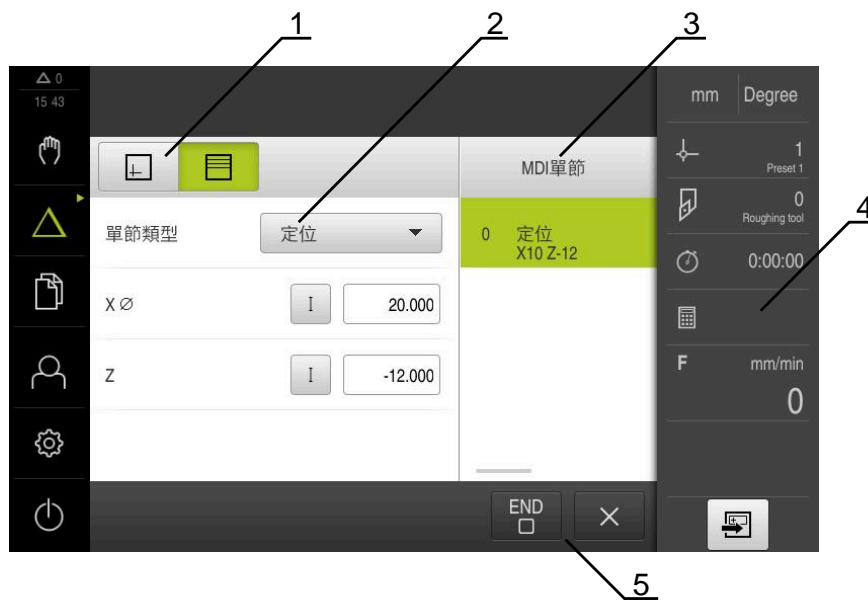 1
2
3
4
5
0
15 43
mm Degree
1
Preset 1
MDI單節
0
Roughing tool
單節類型 定位
0 定位
X10 Z-12
0:00:00
X Ø I 20.000
F mm/min
0
Z I -12.000
END